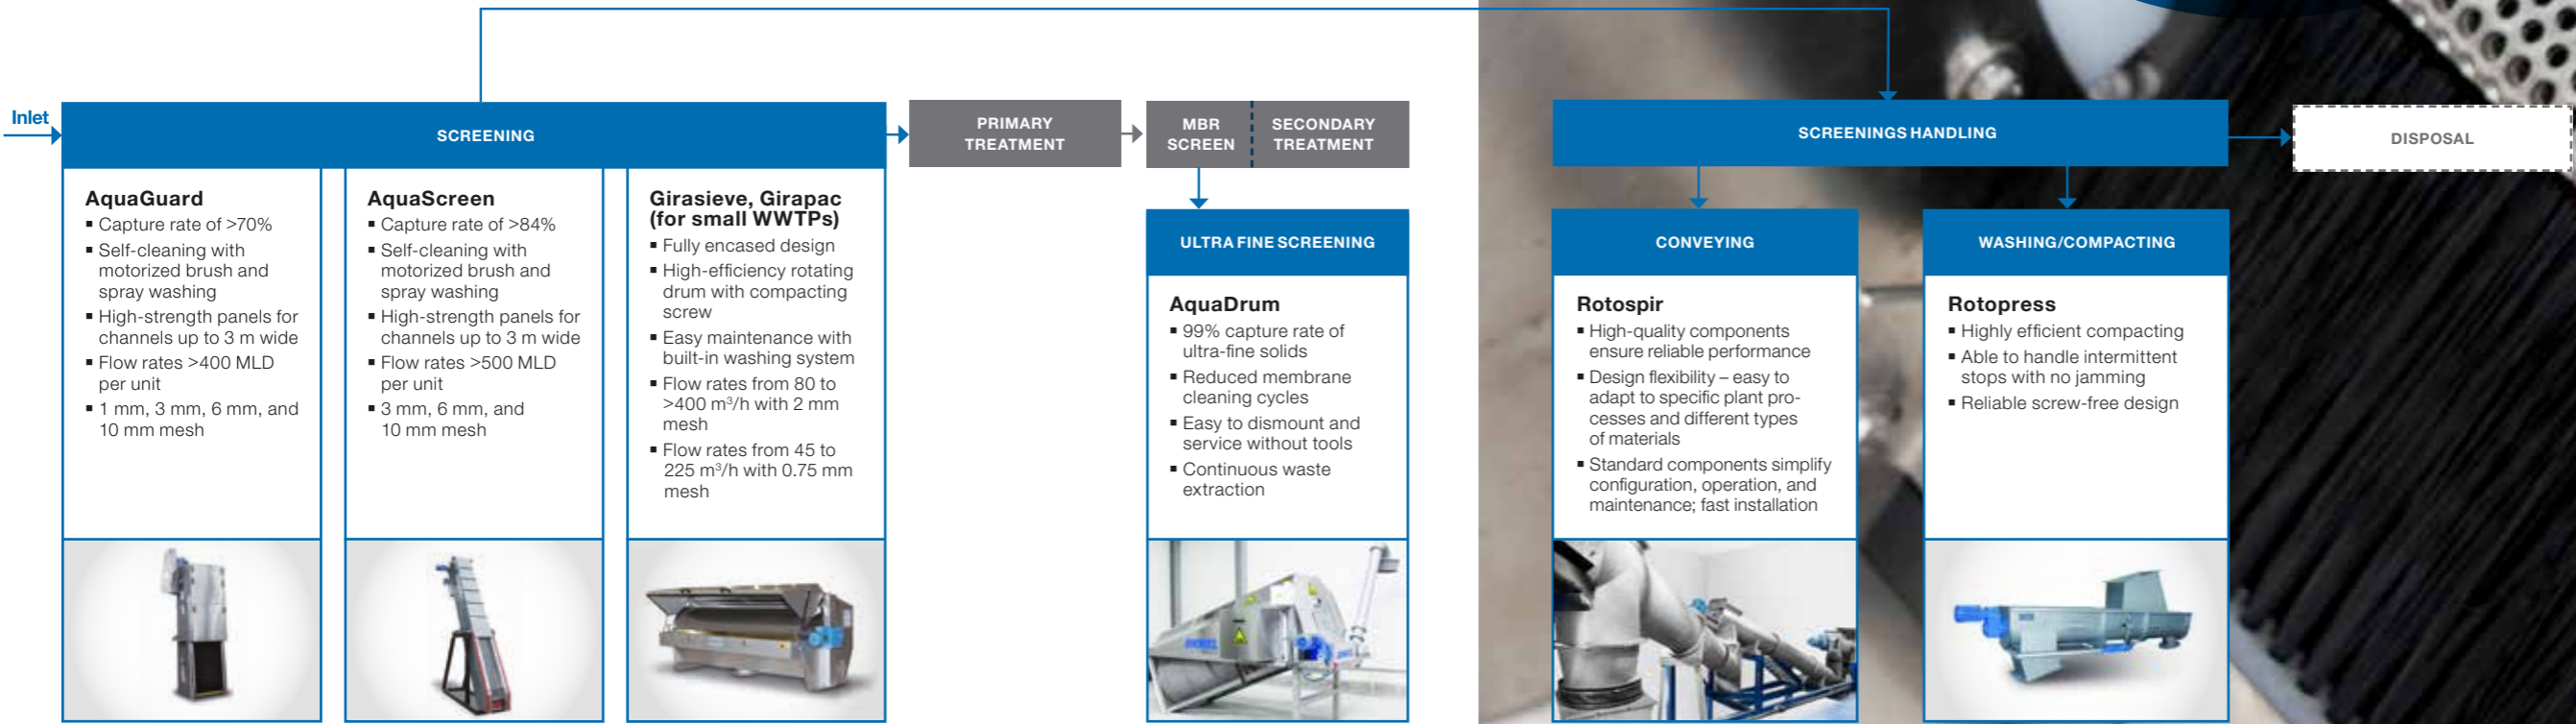 Inlet
SCREENING
PRIMARY
TREATMENT
MBR
SCREEN
SECONDARY
TREATMENT
SCREENINGS HANDLING
DISPOSAL
AquaGuard
▪ Capture rate of >70%
▪ Self-cleaning with
motorized brush and
spray washing
▪ High-strength panels for
channels up to 3 m wide
▪ Flow rates >400 MLD
per unit
▪ 1 mm, 3 mm, 6 mm, and
10 mm mesh
AquaScreen
▪ Capture rate of >84%
▪ Self-cleaning with
motorized brush and
spray washing
▪ High-strength panels for
channels up to 3 m wide
▪ Flow rates >500 MLD
per unit
▪ 3 mm, 6 mm, and
10 mm mesh
Girasieve, Girapac
(for small WWTPs)
▪ Fully encased design
▪ High-efficiency rotating
drum with compacting
screw
▪ Easy maintenance with
built-in washing system
▪ Flow rates from 80 to
>400 m³/h with 2 mm
mesh
▪ Flow rates from 45 to
225 m³/h with 0.75 mm
mesh
ULTRA FINE SCREENING
AquaDrum
▪ 99% capture rate of
ultra-fine solids
▪ Reduced membrane
cleaning cycles
▪ Easy to dismount and
service without tools
▪ Continuous waste
extraction
CONVEYING
Rotospir
▪ High-quality components
ensure reliable performance
▪ Design flexibility – easy to
adapt to specific plant pro-
cesses and different types
of materials
▪ Standard components simplify
configuration, operation, and
maintenance; fast installation
WASHING/COMPACTING
Rotopress
▪ Highly efficient compacting
▪ Able to handle intermittent
stops with no jamming
▪ Reliable screw-free design